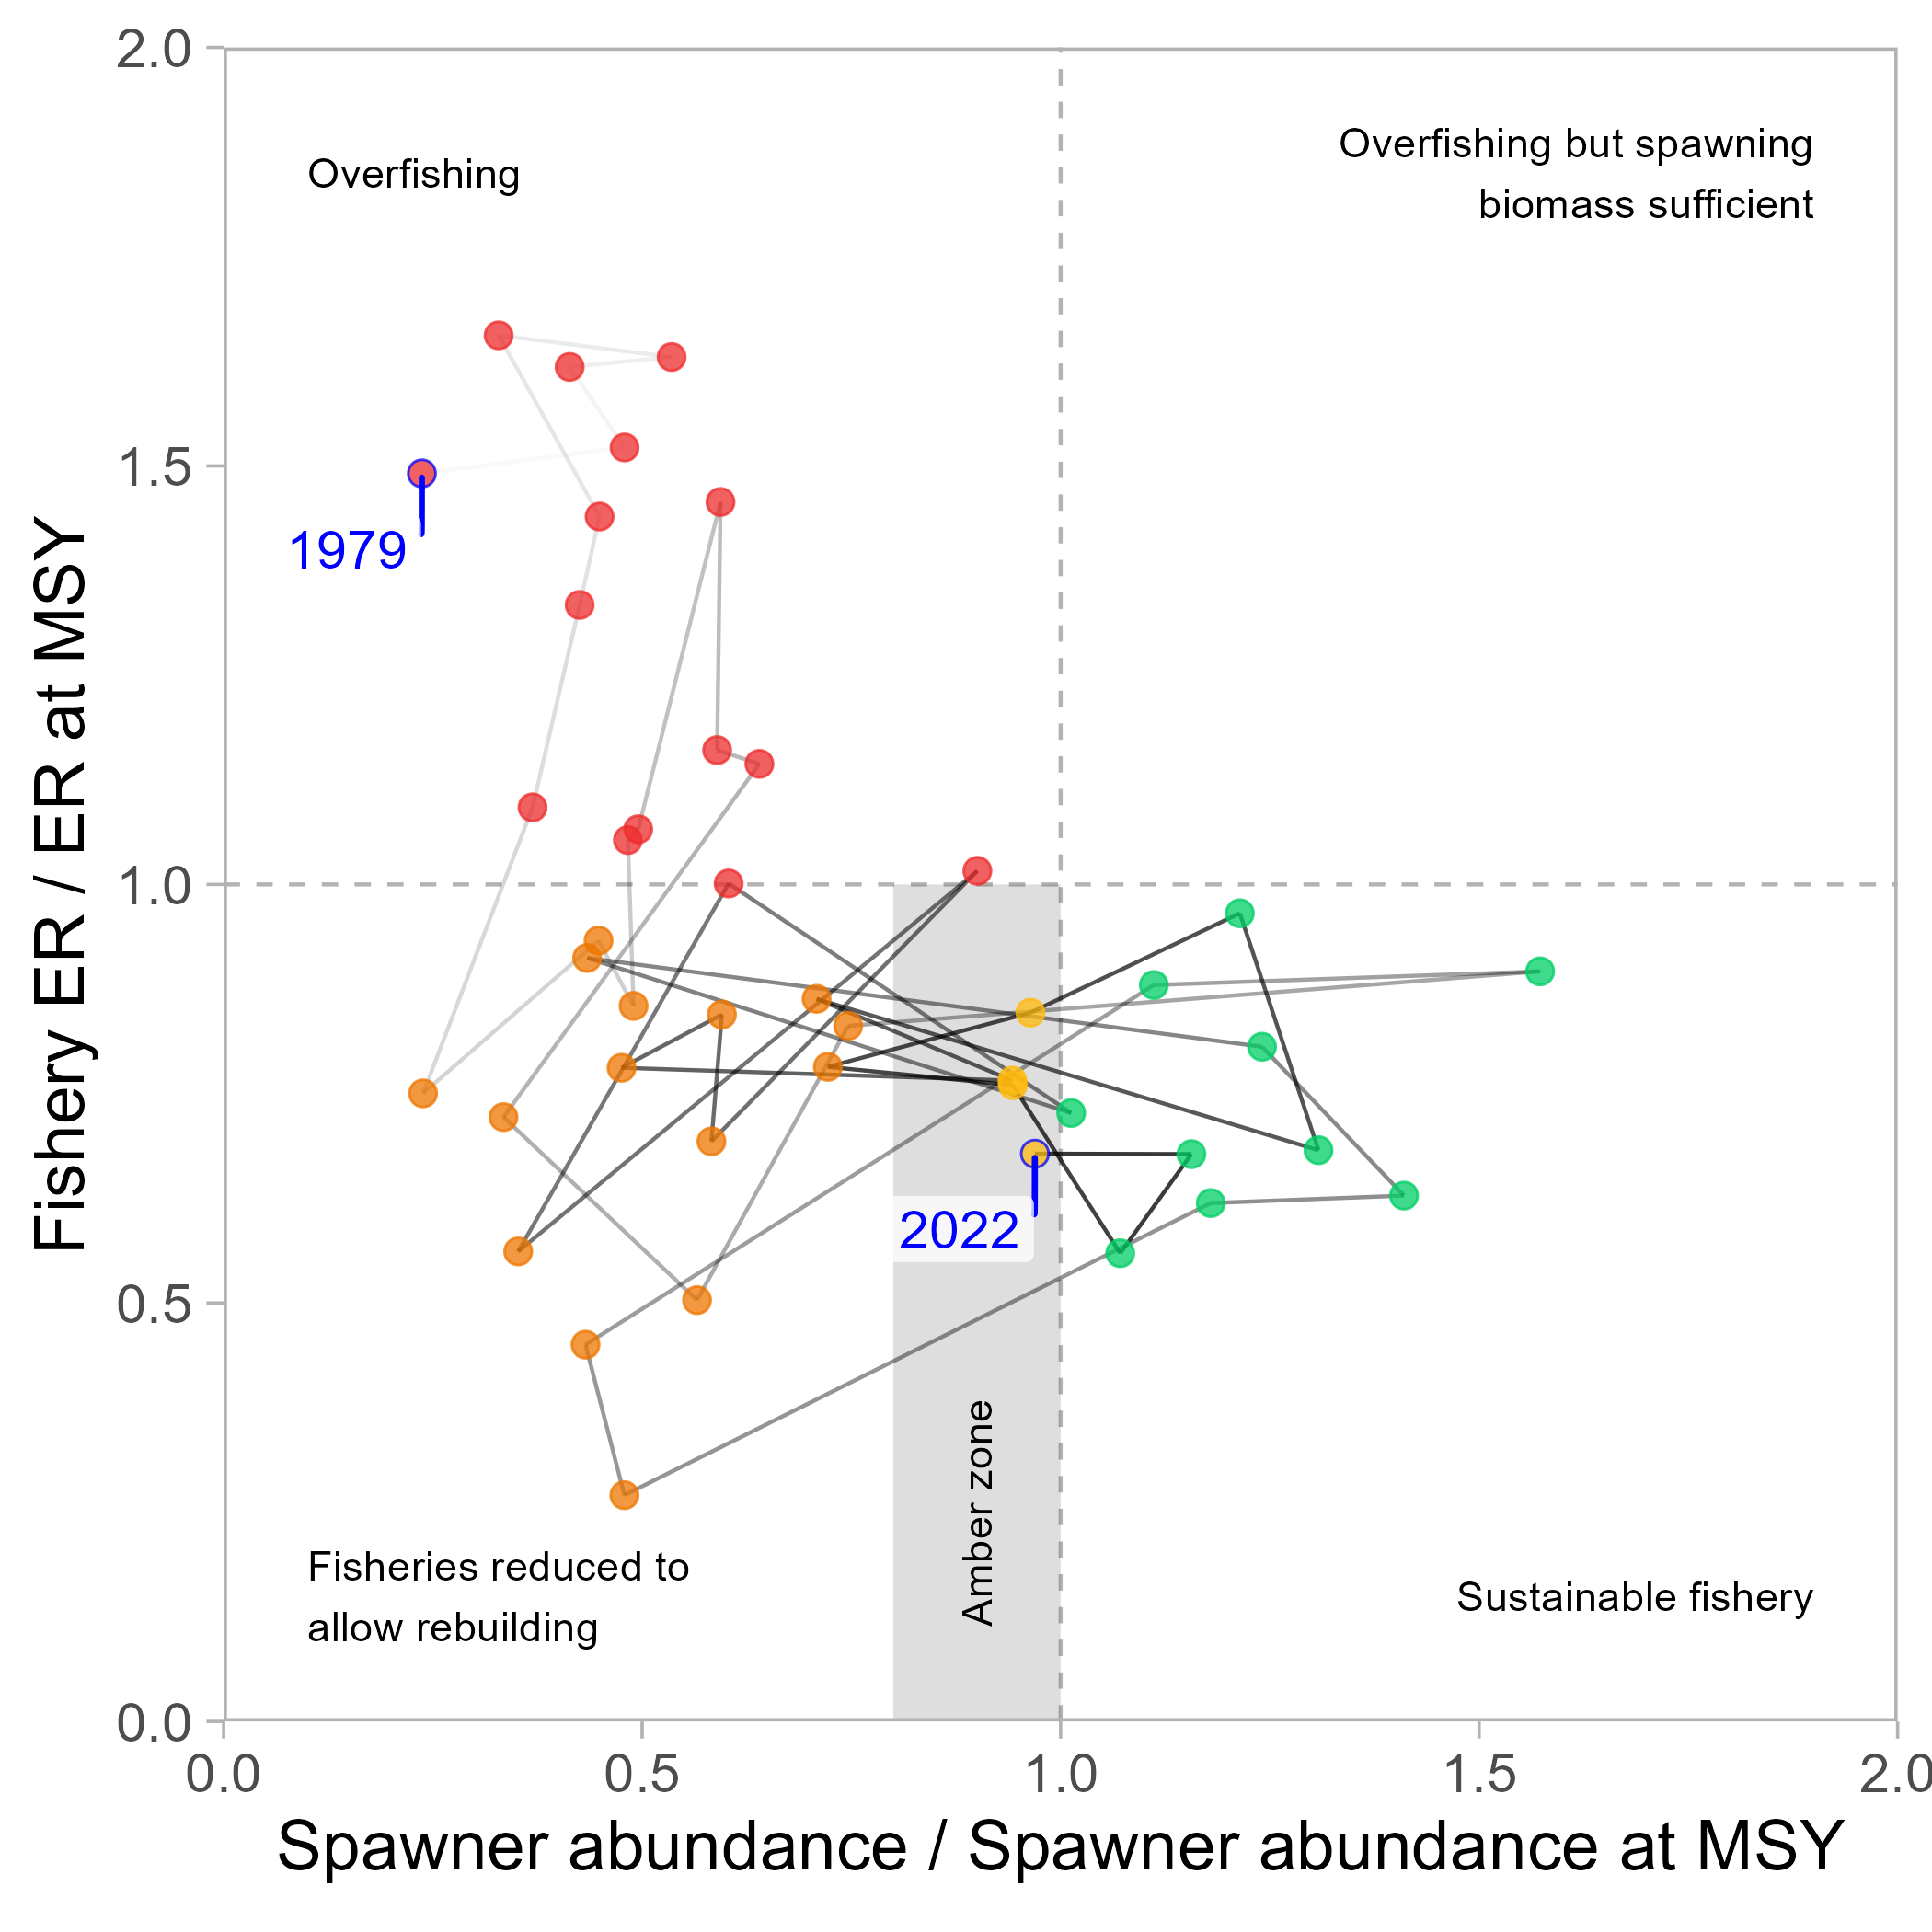 2.0
Overfishing but spawning
biomass sufficient
Overfishing
1.5
1979
Fishery ER / ER at MSY
1.0
2022
0.5
Amber zone
Fisheries reduced to
allow rebuilding
Sustainable fishery
0.0
0.0 0.5 1.0 1.5 2.0
Spawner abundance / Spawner abundance at MSY